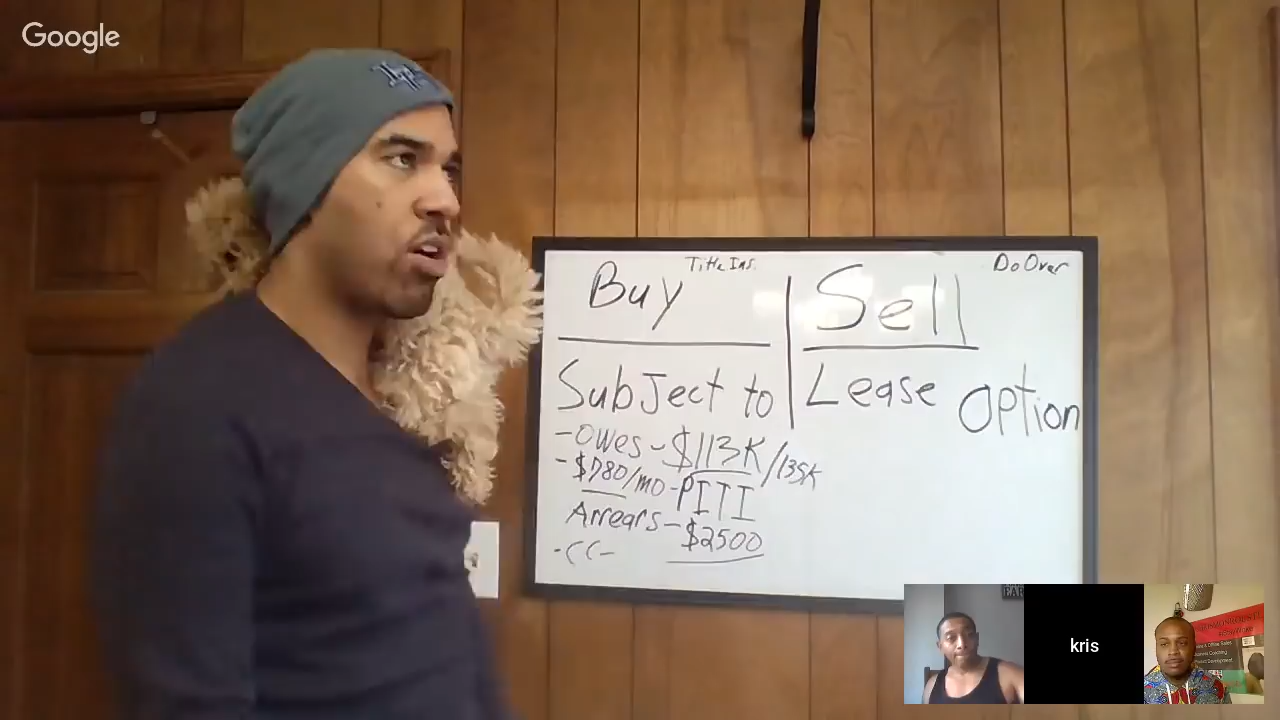 Google
Title Ins.
Do Over
Buy
Sell
Subject to
Lease Option
-Owes - $113K/135K
-$780/mo - PITI
Arrears - $2500
-CC-
EAR
kris